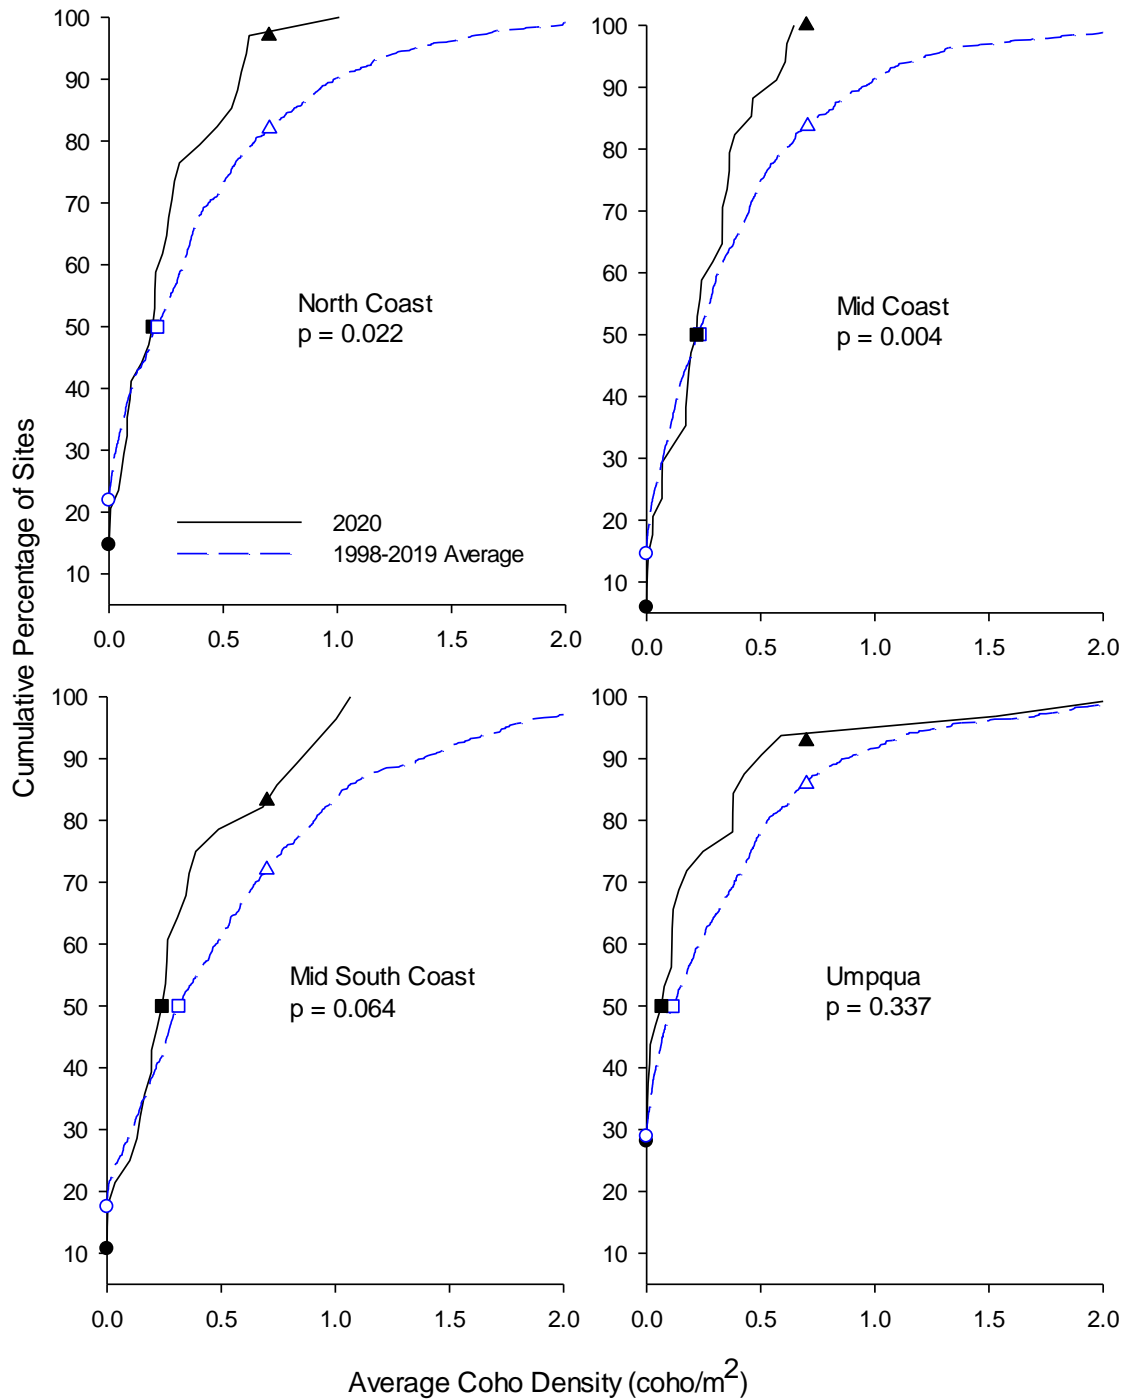 Cumulative Percentage of Sites
100
90
80
70
60
50
40
30
20
10
0.0 0.5 1.0 1.5 2.0
North Coast
p = 0.022
2020
1998-2019 Average
100
90
80
70
60
50
40
30
20
10
0.0 0.5 1.0 1.5 2.0
Mid Coast
p = 0.004
100
90
80
70
60
50
40
30
20
10
0.0 0.5 1.0 1.5 2.0
Mid South Coast
p = 0.064
100
90
80
70
60
50
40
30
20
10
0.0 0.5 1.0 1.5 2.0
Umpqua
p = 0.337
Average Coho Density (coho/m²)